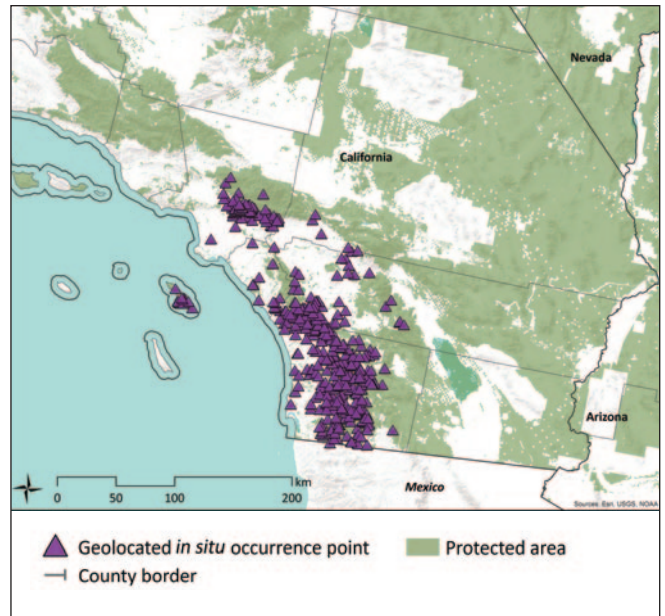 Nevada
California
Arizona
Mexico
km
0 50 100 200
Sources: Esri, USGS, NOAA
Geolocated in situ occurrence point
Protected area
County border